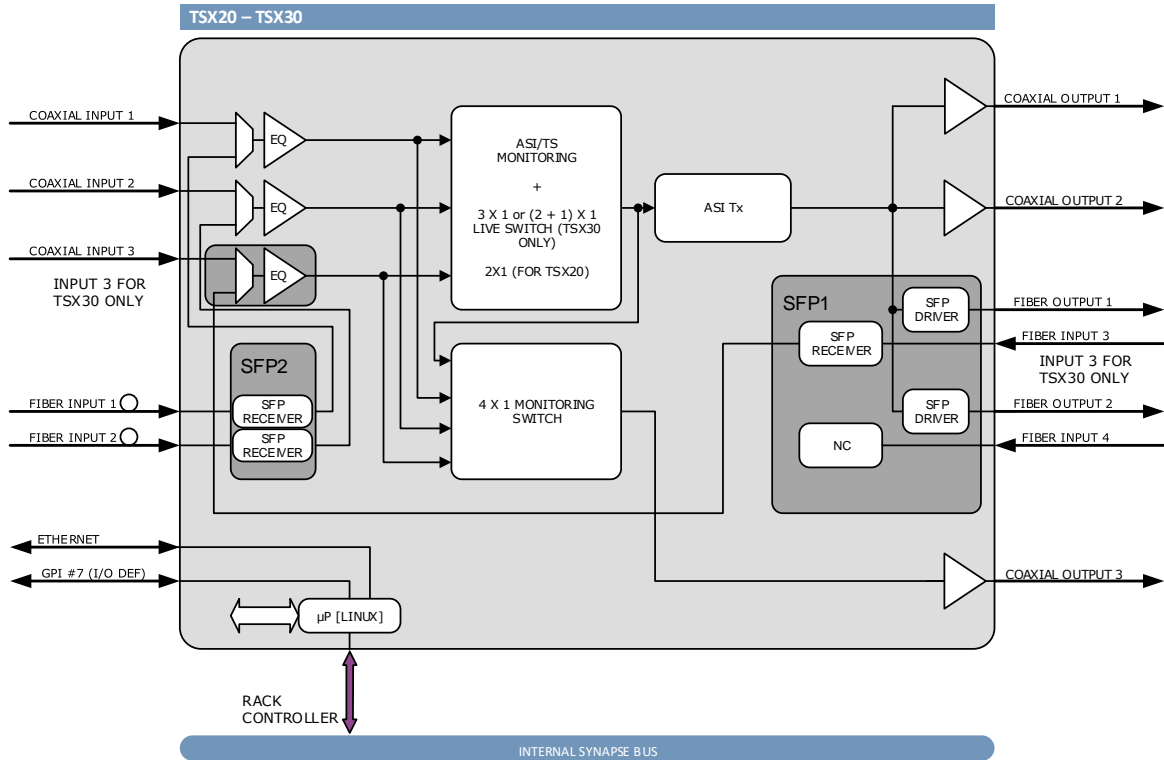 TSX20 – TSX30
COAXIAL INPUT 1
COAXIAL INPUT 2
COAXIAL INPUT 3
INPUT 3 FOR
TSX30 ONLY
FIBER INPUT 1
FIBER INPUT 2
ETHERNET
GPI #7 (I/O DEF)
EQ
EQ
EQ
SFP2
SFP
RECEIVER
SFP
RECEIVER
µP [LINUX]
ASI/TS
MONITORING
+
3 X 1 or (2 + 1) X 1
LIVE SWITCH (TSX30
ONLY)
2X1 (FOR TSX20)
4 X 1 MONITORING
SWITCH
ASI Tx
SFP1
SFP
DRIVER
SFP
RECEIVER
SFP
DRIVER
NC
COAXIAL OUTPUT 1
COAXIAL OUTPUT 2
FIBER OUTPUT 1
FIBER INPUT 3
INPUT 3 FOR
TSX30 ONLY
FIBER OUTPUT 2
FIBER INPUT 4
COAXIAL OUTPUT 3
RACK
CONTROLLER
INTERNAL SYNAPSE BUS